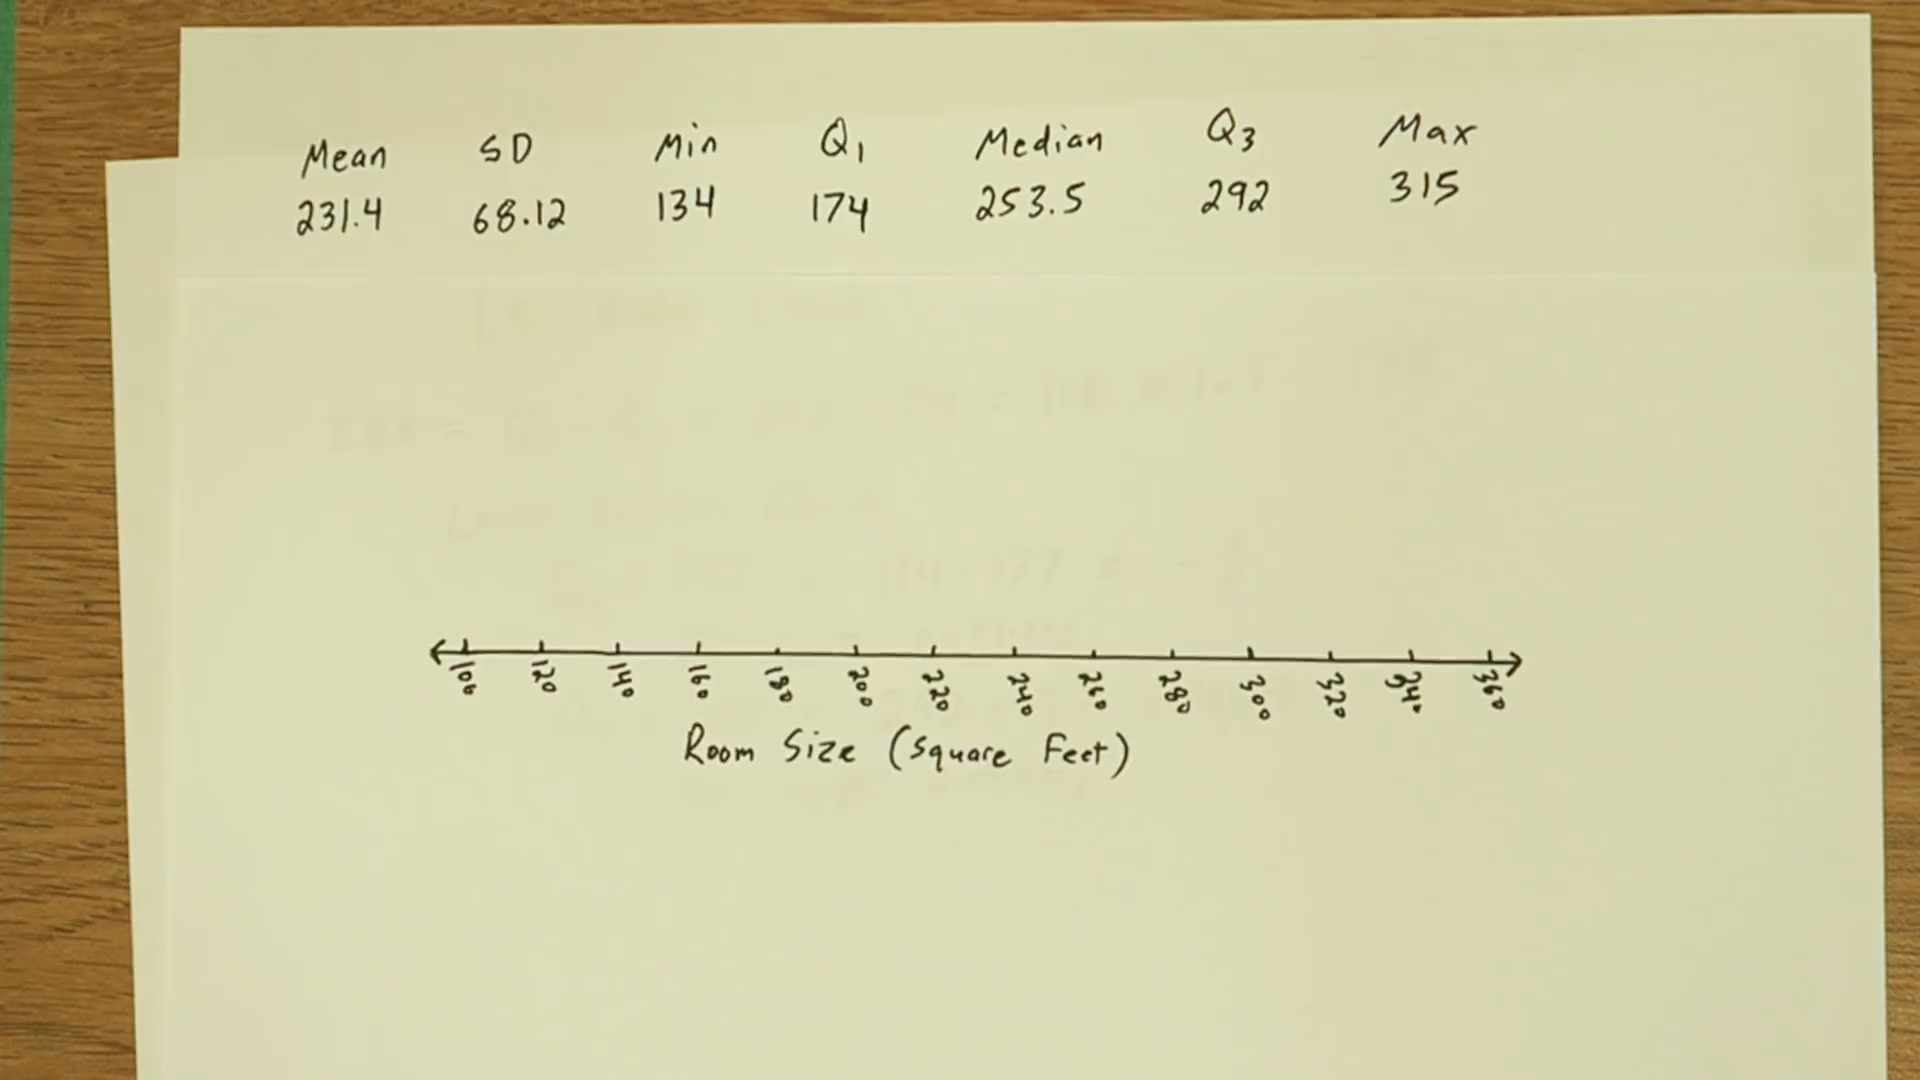 Mean SD Min Q1 Median Q3 Max
231.4 68.12 134 174 253.5 292 315
100 120 140 160 180 200 220 240 260 280 300 320 340 360
Room Size (Square Feet)